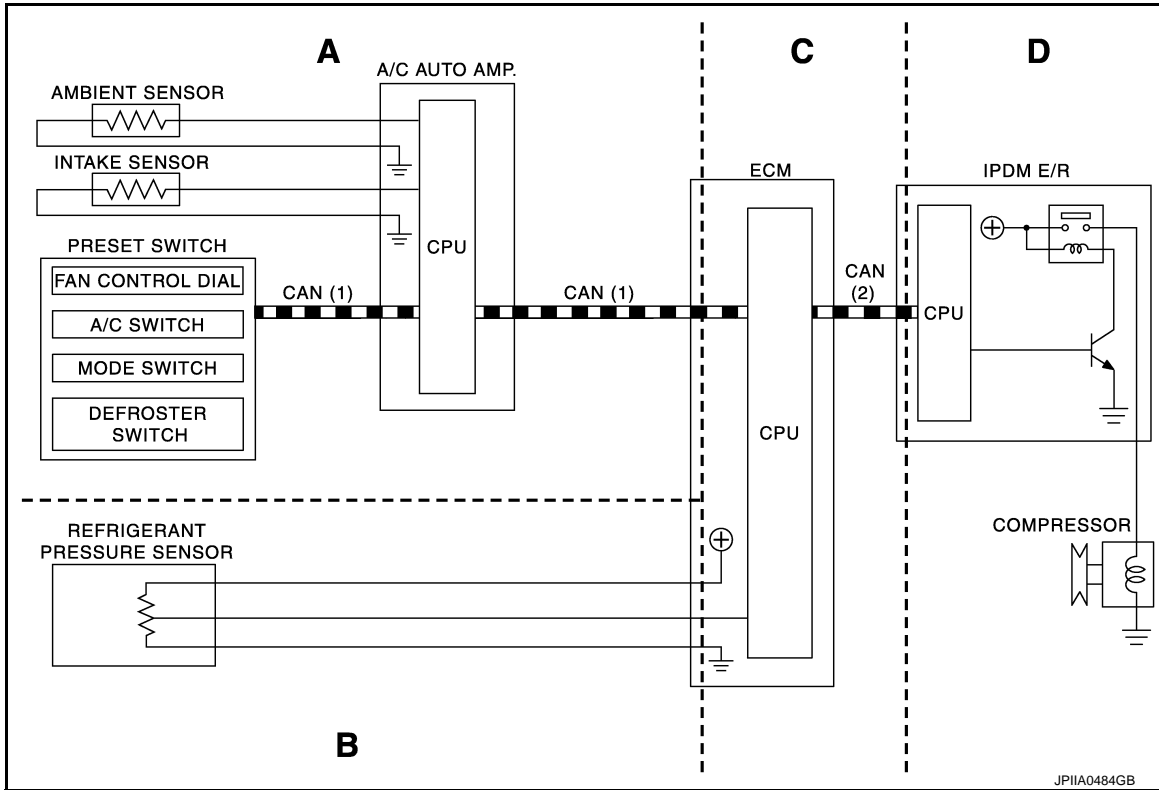 A
C
D
A/C AUTO AMP.
AMBIENT SENSOR
INTAKE SENSOR
ECM
IPDM E/R
CPU
PRESET SWITCH
FAN CONTROL DIAL
A/C SWITCH
MODE SWITCH
DEFROSTER
SWITCH
CAN (1)
CAN (1)
CAN
(2)
CPU
CPU
REFRIGERANT
PRESSURE SENSOR
COMPRESSOR
B
JPIIA0484GB